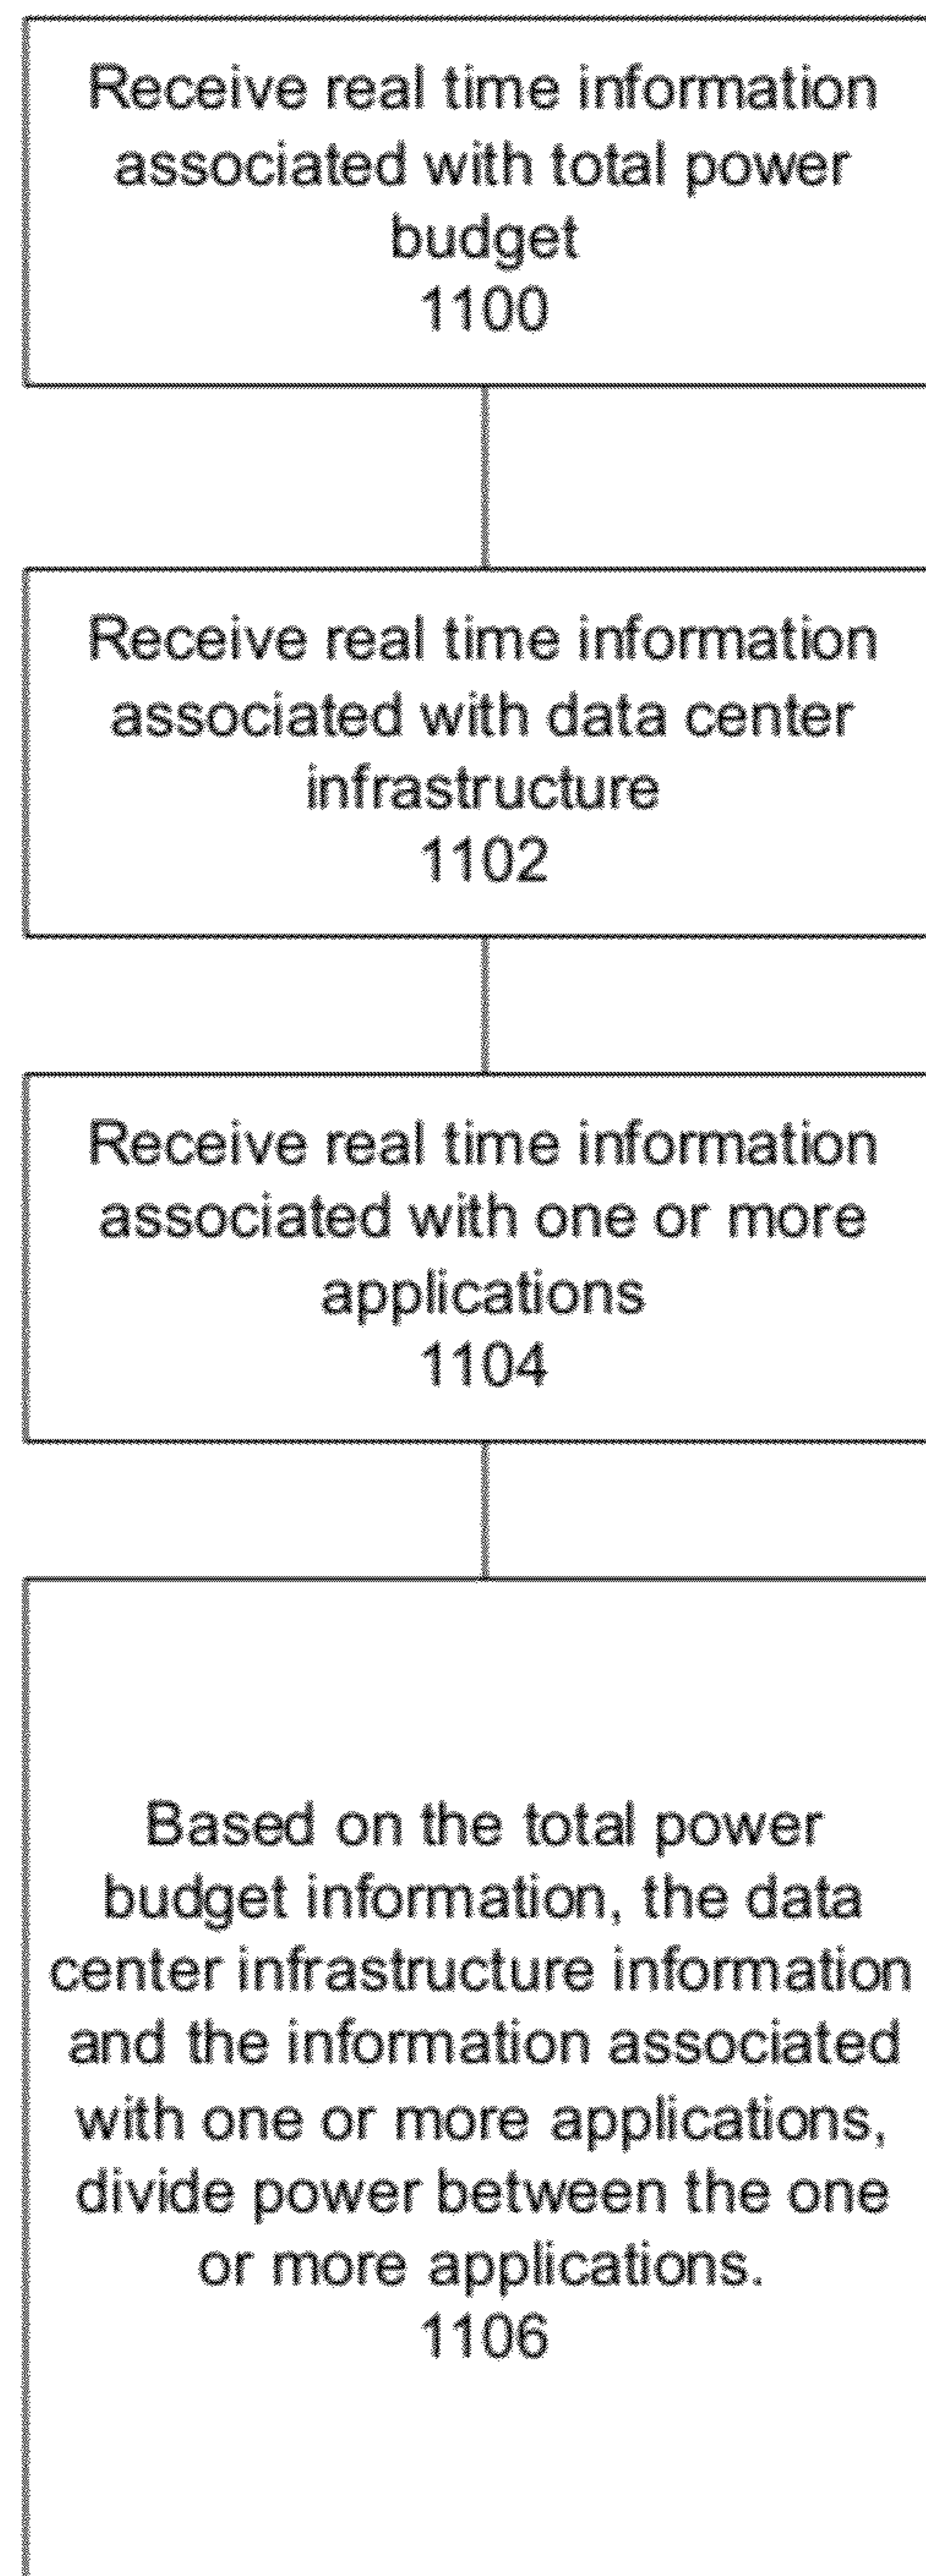 Receive real time information
associated with total power
budget
1100
Receive real time information
associated with data center
infrastructure
1102
Receive real time information
associated with one or more
applications
1104
Based on the total power
budget information, the data
center infrastructure information
and the information associated
with one or more applications,
divide power between the one
or more applications.
1106